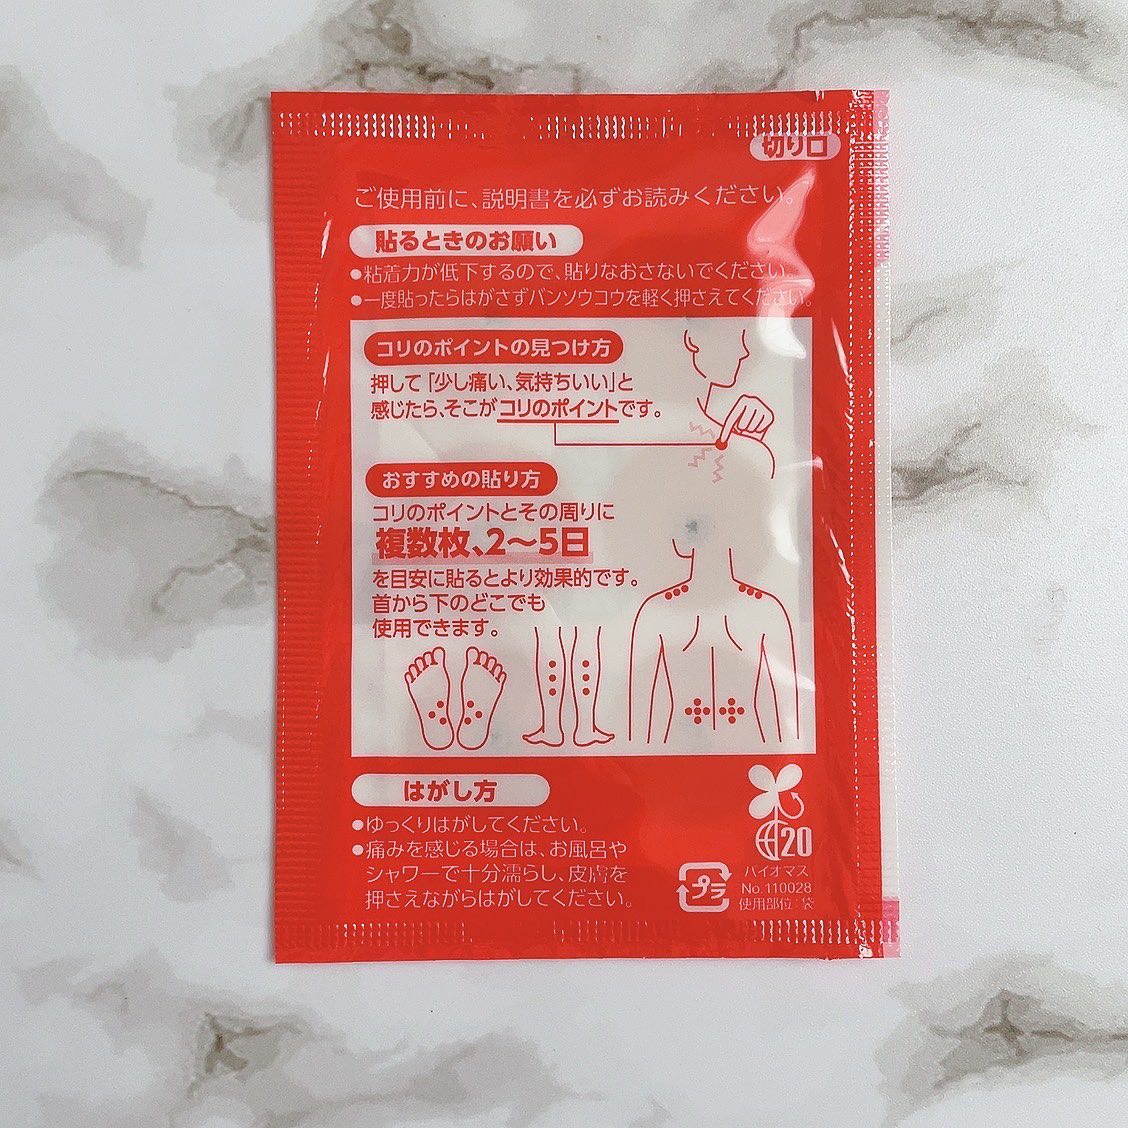 切り口
ご使用前に、説明書を必ずお読みください。
貼るときのお願い
●粘着力が低下するので、貼りなおさないでください。
●一度貼ったらはがさずバンソウコウを軽く押さえてください。
コリのポイントの見つけ方
押して「少し痛い、気持ちいい」と
感じたら、そこがコリのポイントです。
おすすめの貼り方
コリのポイントとその周りに
複数枚、2〜5日
を目安に貼るとより効果的です。
首から下のどこでも
使用できます。
はがし方
●ゆっくりはがしてください。
●痛みを感じる場合は、お風呂や
シャワーで十分濡らし、皮膚を
押さえながらはがしてください。
プラ
20
バイオマス
No.110028
使用部位:袋